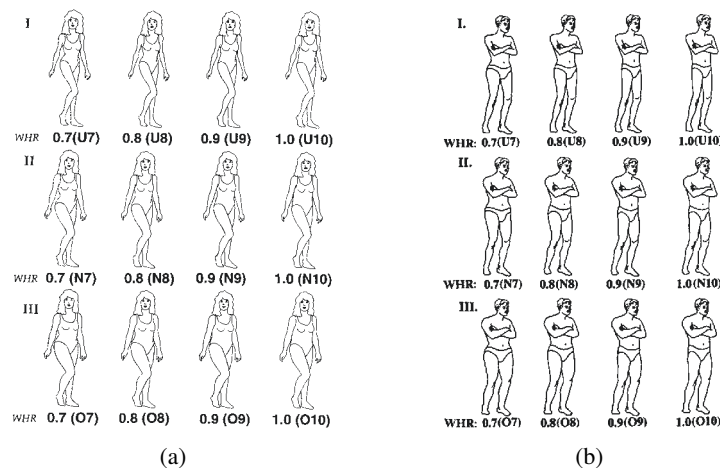 I
WHR 0.7(U7) 0.8 (U8) 0.9 (U9) 1.0 (U10)
II
WHR 0.7 (N7) 0.8 (N8) 0.9 (N9) 1.0 (N10)
III
WHR 0.7 (O7) 0.8 (O8) 0.9 (O9) 1.0 (O10)
(a)
I.
WHR: 0.7(U7) 0.8(U8) 0.9(U9) 1.0(U10)
II.
WHR: 0.7(N7) 0.8(N8) 0.9(N9) 1.0(N10)
III.
WHR: 0.7(O7) 0.8(O8) 0.9(O9) 1.0(O10)
(b)